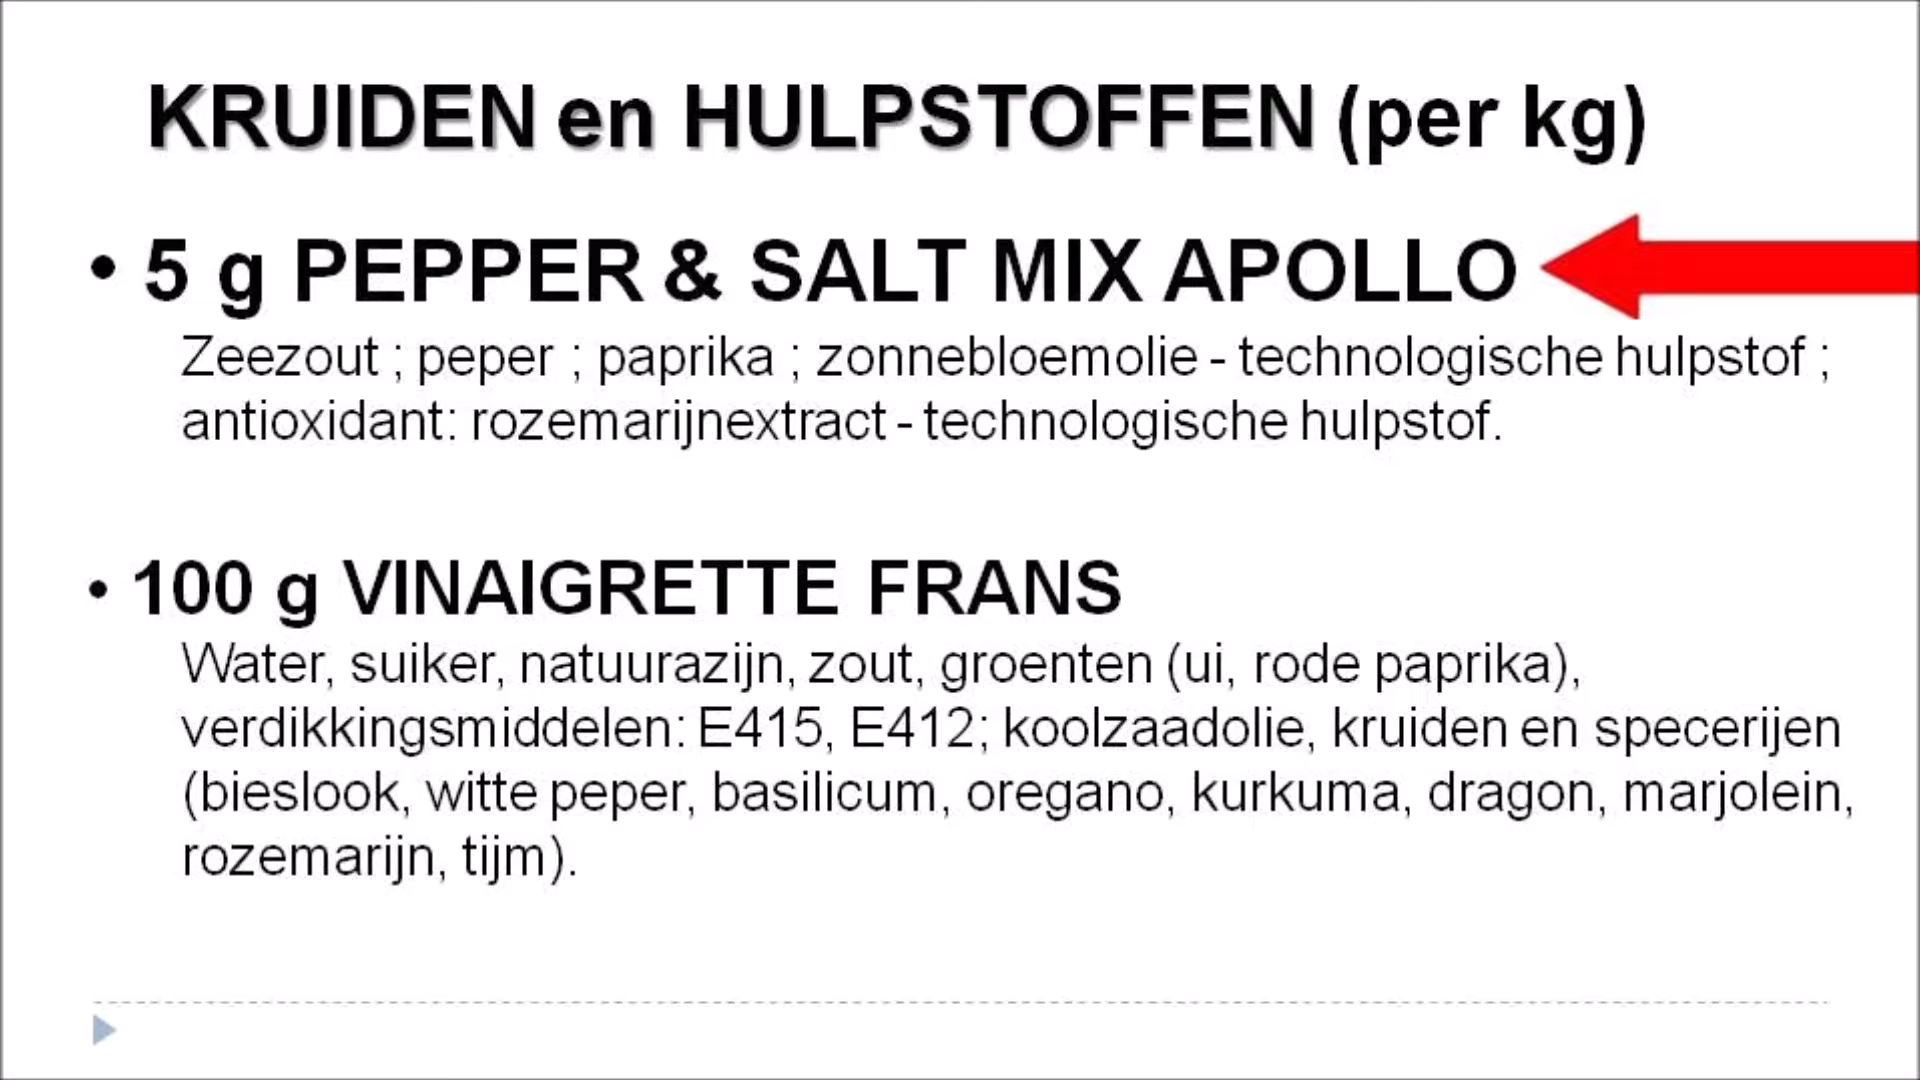 KRUIDEN en HULPSTOFFEN (per kg)
• 5 g PEPPER & SALT MIX APOLLO
Zeezout ; peper ; paprika ; zonnebloemolie - technologische hulpstof ;
antioxidant: rozemarijnextract - technologische hulpstof.
• 100 g VINAIGRETTE FRANS
Water, suiker, natuurazijn, zout, groenten (ui, rode paprika),
verdikkingsmiddelen: E415, E412; koolzaadolie, kruiden en specerijen
(bieslook, witte peper, basilicum, oregano, kurkuma, dragon, marjolein,
rozemarijn, tijm).